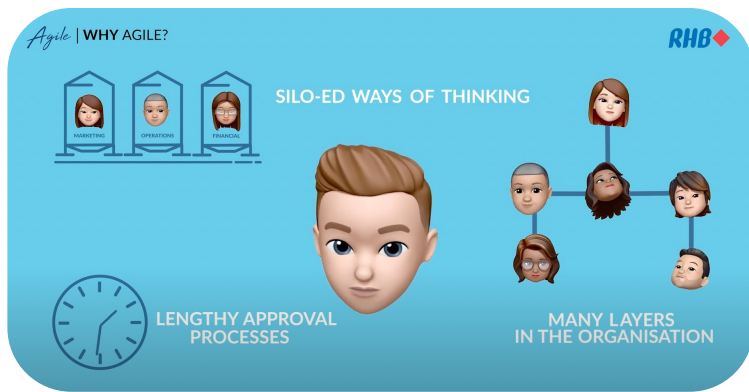 Agile | WHY AGILE?
RHB
SILO-ED WAYS OF THINKING
MARKETING
OPERATIONS
FINANCIAL
LENGTHY APPROVAL
PROCESSES
MANY LAYERS
IN THE ORGANISATION